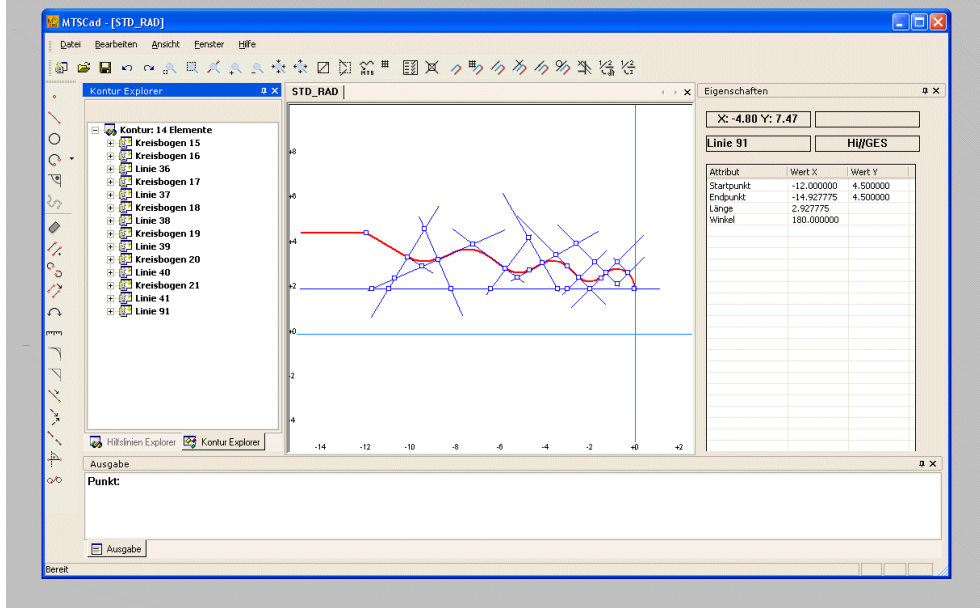 MTSCad - [STD_RAD]
Datei Bearbeiten Ansicht Fenster Hilfe
Kontur Explorer
Kontur: 14 Elemente
Kreisbogen 15
Kreisbogen 16
Linie 36
Kreisbogen 17
Linie 37
Kreisbogen 18
Linie 38
Kreisbogen 19
Linie 39
Kreisbogen 20
Linie 40
Kreisbogen 21
Linie 41
Linie 91
Hilfslinien Explorer Kontur Explorer
STD_RAD
+8
+6
+4
+2
+0
-2
-4
-14 -12 -10 -8 -6 -4 -2 +0 +2
Eigenschaften
X: -4.80 Y: 7.47
Linie 91 Hi//GES
Attribut Wert X Wert Y
Startpunkt -12.000000 4.500000
Endpunkt -14.927775 4.500000
Länge 2.927775
Winkel 180.000000
Ausgabe
Punkt:
Ausgabe
Bereit